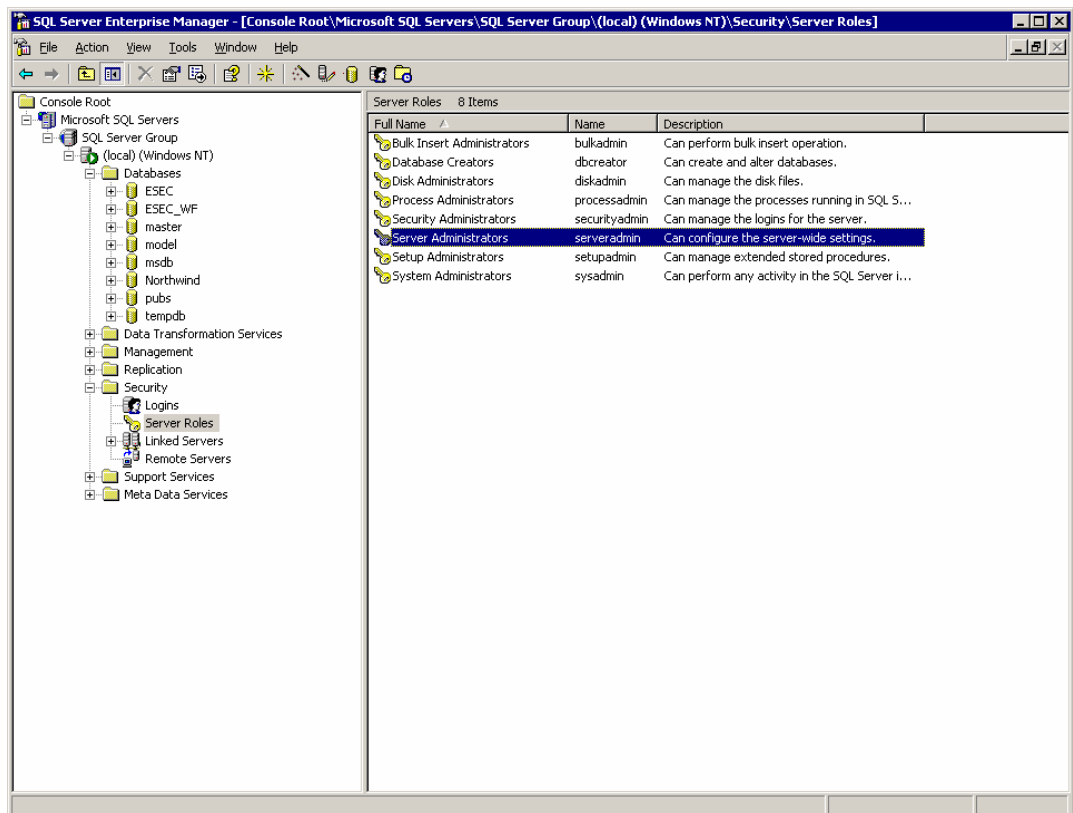 SQL Server Enterprise Manager - [Console Root\Microsoft SQL Servers\SQL Server Group\(local) (Windows NT)\Security\Server Roles]
File Action View Tools Window Help
Console Root
Microsoft SQL Servers
SQL Server Group
(local) (Windows NT)
Databases
ESEC
ESEC_WF
master
model
msdb
Northwind
pubs
tempdb
Data Transformation Services
Management
Replication
Security
Logins
Server Roles
Linked Servers
Remote Servers
Support Services
Meta Data Services
Server Roles 8 Items
Full Name Name Description
Bulk Insert Administrators bulkadmin Can perform bulk insert operation.
Database Creators dbcreator Can create and alter databases.
Disk Administrators diskadmin Can manage the disk files.
Process Administrators processadmin Can manage the processes running in SQL S...
Security Administrators securityadmin Can manage the logins for the server.
Server Administrators serveradmin Can configure the server-wide settings.
Setup Administrators setupadmin Can manage extended stored procedures.
System Administrators sysadmin Can perform any activity in the SQL Server i...